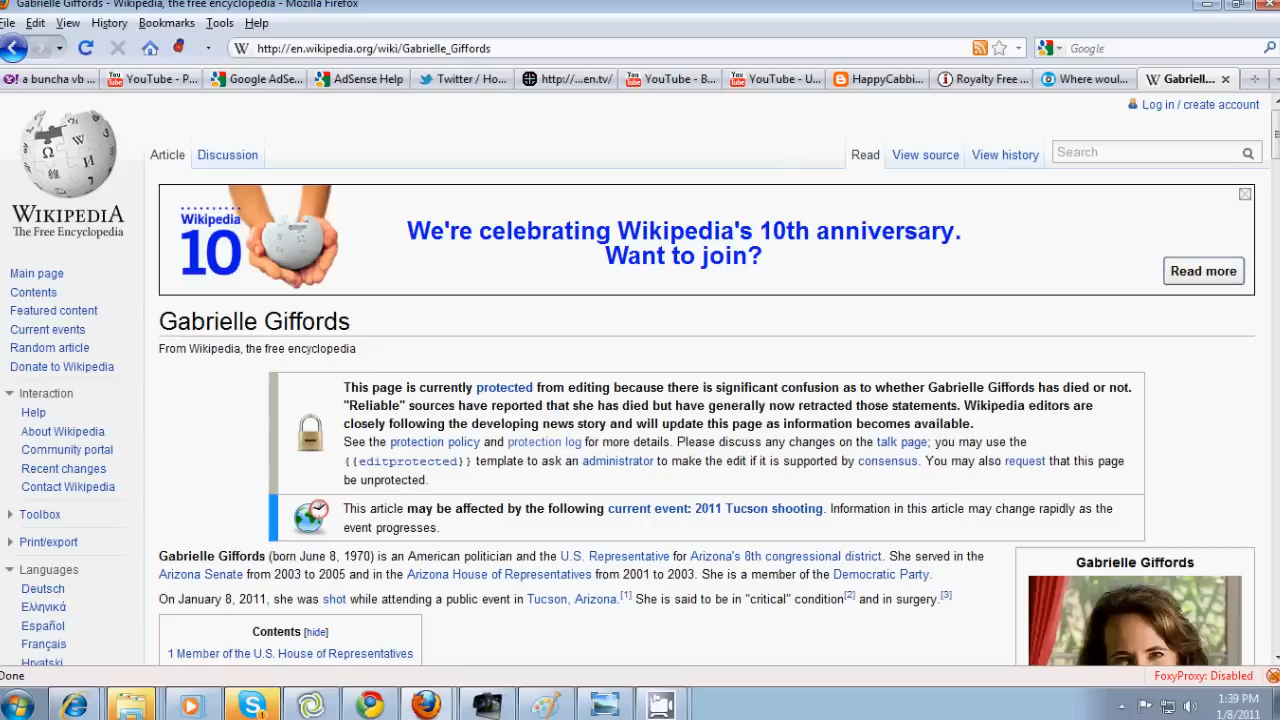 Gabrielle Giffords - Wikipedia, the free encyclopedia - Mozilla Firefox
File Edit View History Bookmarks Tools Help
W http://en.wikipedia.org/wiki/Gabrielle_Giffords Google
a buncha vb ... YouTube - P... Google AdSe... AdSense Help Twitter / Ho... http://...en.tv/ YouTube - B... YouTube - U... HappyCabbi... Royalty Free ... Where woul... W Gabriell...
Log in / create account
Article Discussion Read View source View history Search
WIKIPEDIA
The Free Encyclopedia
Wikipedia
10
We're celebrating Wikipedia's 10th anniversary.
Want to join?
Read more
Main page
Contents
Featured content
Current events
Random article
Donate to Wikipedia
Interaction
Help
About Wikipedia
Community portal
Recent changes
Contact Wikipedia
Toolbox
Print/export
Languages
Deutsch
Ελληνικά
Español
Français
Hrvatski
Gabrielle Giffords
From Wikipedia, the free encyclopedia
This page is currently protected from editing because there is significant confusion as to whether Gabrielle Giffords has died or not.
"Reliable" sources have reported that she has died but have generally now retracted those statements. Wikipedia editors are
closely following the developing news story and will update this page as information becomes available.
See the protection policy and protection log for more details. Please discuss any changes on the talk page; you may use the
{{editprotected}} template to ask an administrator to make the edit if it is supported by consensus. You may also request that this page
be unprotected.
This article may be affected by the following current event: 2011 Tucson shooting. Information in this article may change rapidly as the
event progresses.
Gabrielle Giffords (born June 8, 1970) is an American politician and the U.S. Representative for Arizona's 8th congressional district. She served in the
Arizona Senate from 2003 to 2005 and in the Arizona House of Representatives from 2001 to 2003. She is a member of the Democratic Party.
On January 8, 2011, she was shot while attending a public event in Tucson, Arizona.[1] She is said to be in "critical" condition[2] and in surgery.[3]
Contents [hide]
1 Member of the U.S. House of Representatives
Gabrielle Giffords
Done
FoxyProxy: Disabled
1:39 PM
1/8/2011